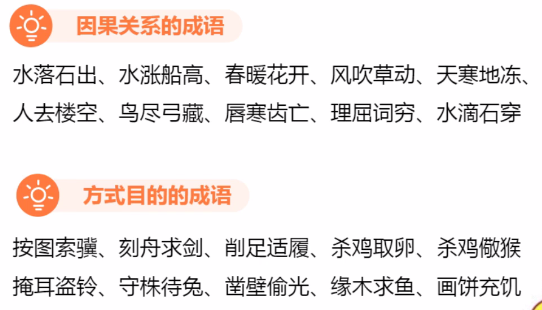 因果关系的成语
水落石出、水涨船高、春暖花开、风吹草动、天寒地冻、
人去楼空、鸟尽弓藏、唇寒齿亡、理屈词穷、水滴石穿
方式目的的成语
按图索骥、刻舟求剑、削足适履、杀鸡取卵、杀鸡儆猴
掩耳盗铃、守株待兔、凿壁偷光、缘木求鱼、画饼充饥